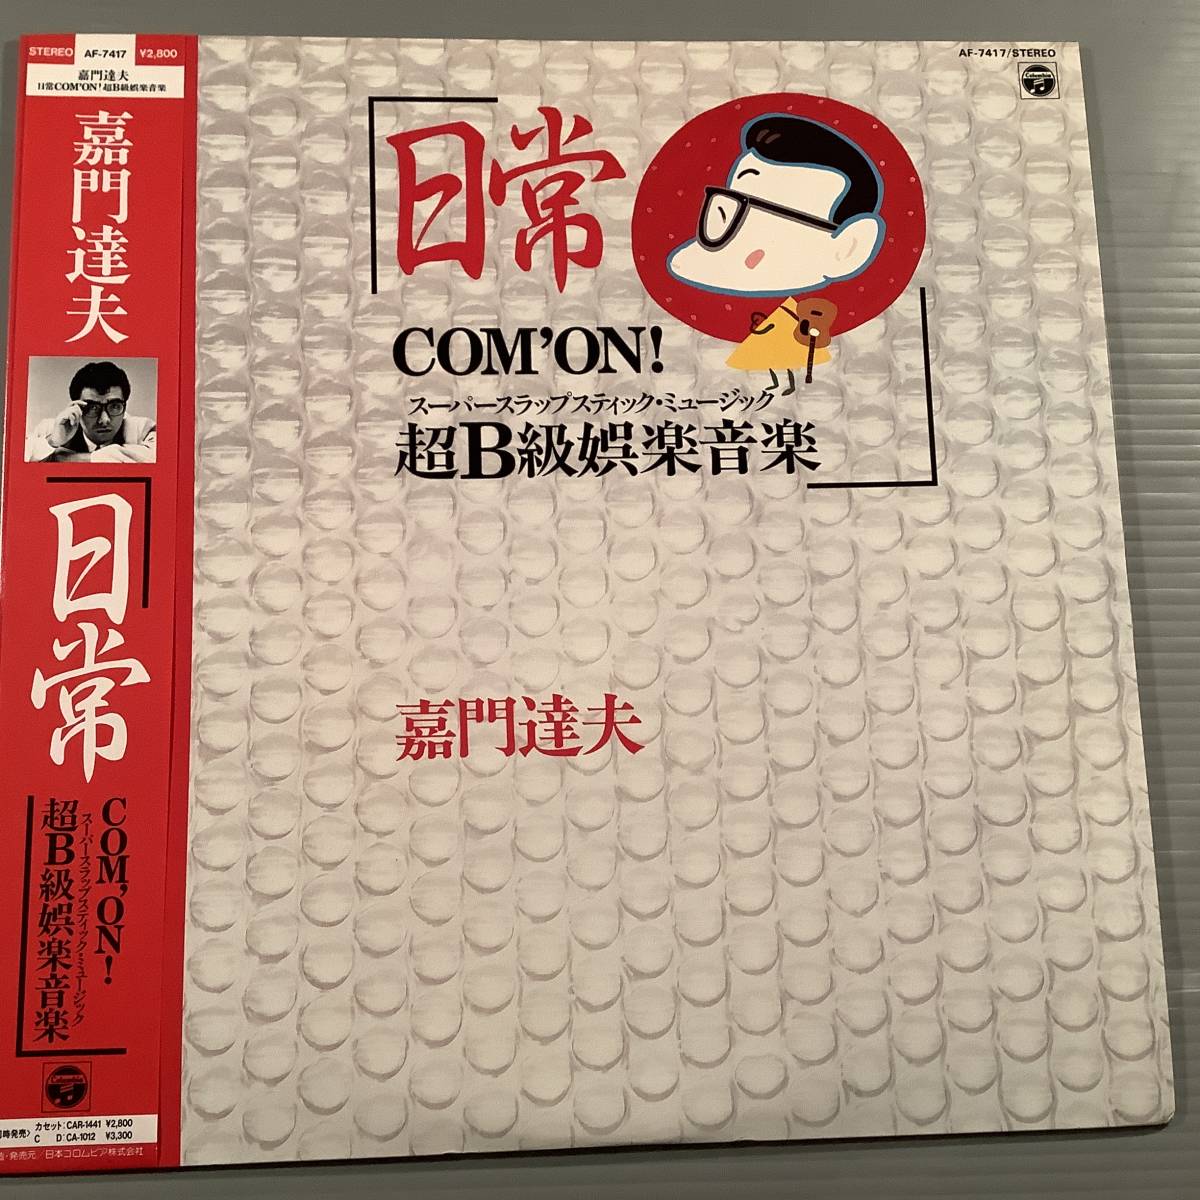 STEREO AF-7417 ¥2,800
嘉門達夫
日常COM'ON!超B級娯楽音楽
嘉門達夫
日常
COM'ON!
スーパースラップスティック・ミュージック
超B級娯楽音楽
Columbia
時発売〉 カセット:CAR-1441 ¥2,800
C D:CA-1012 ¥3,300
・発売元/日本コロムビア株式会社
AF-7417/STEREO
Columbia
日常
COM'ON!
スーパースラップスティック・ミュージック
超B級娯楽音楽
嘉門達夫